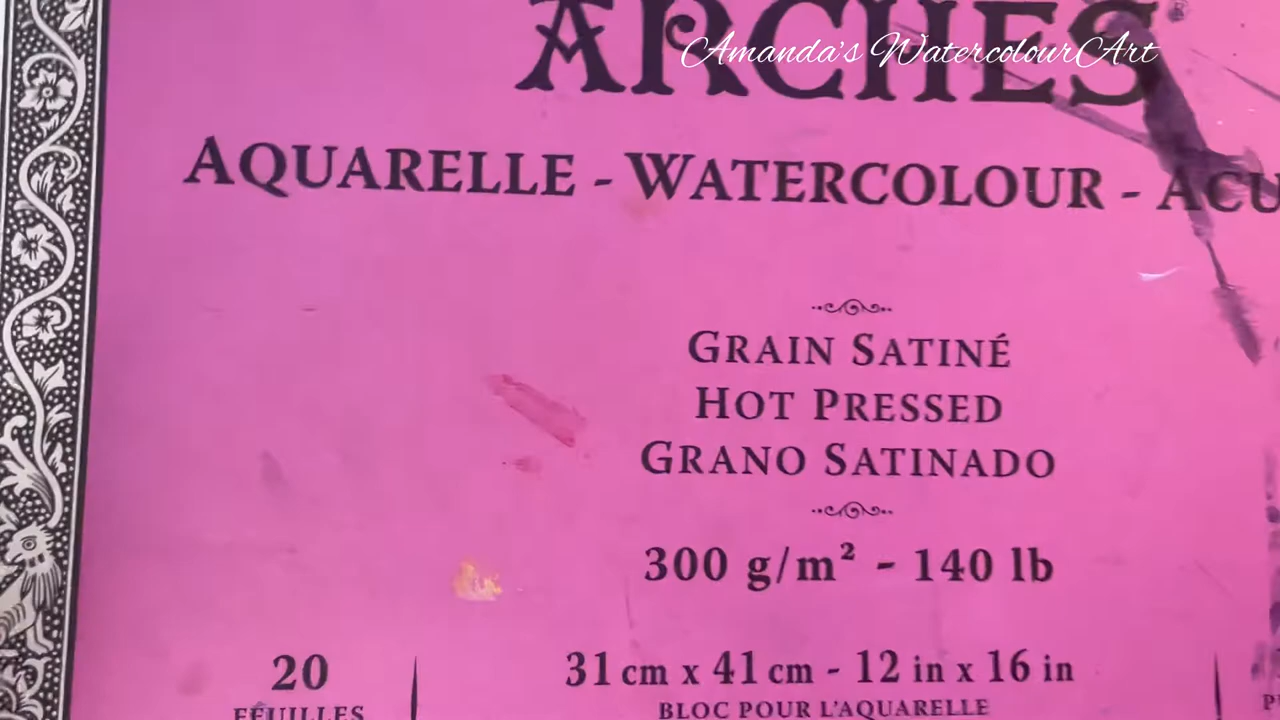 ARCHES®
Amanda's WatercolourArt
AQUARELLE - WATERCOLOUR -
GRAIN SATINÉ
HOT PRESSED
GRANO SATINADO
300 g/m² - 140 lb
20
FEUILLES
31 cm x 41 cm - 12 in x 16 in
BLOC POUR L'AQUARELLE